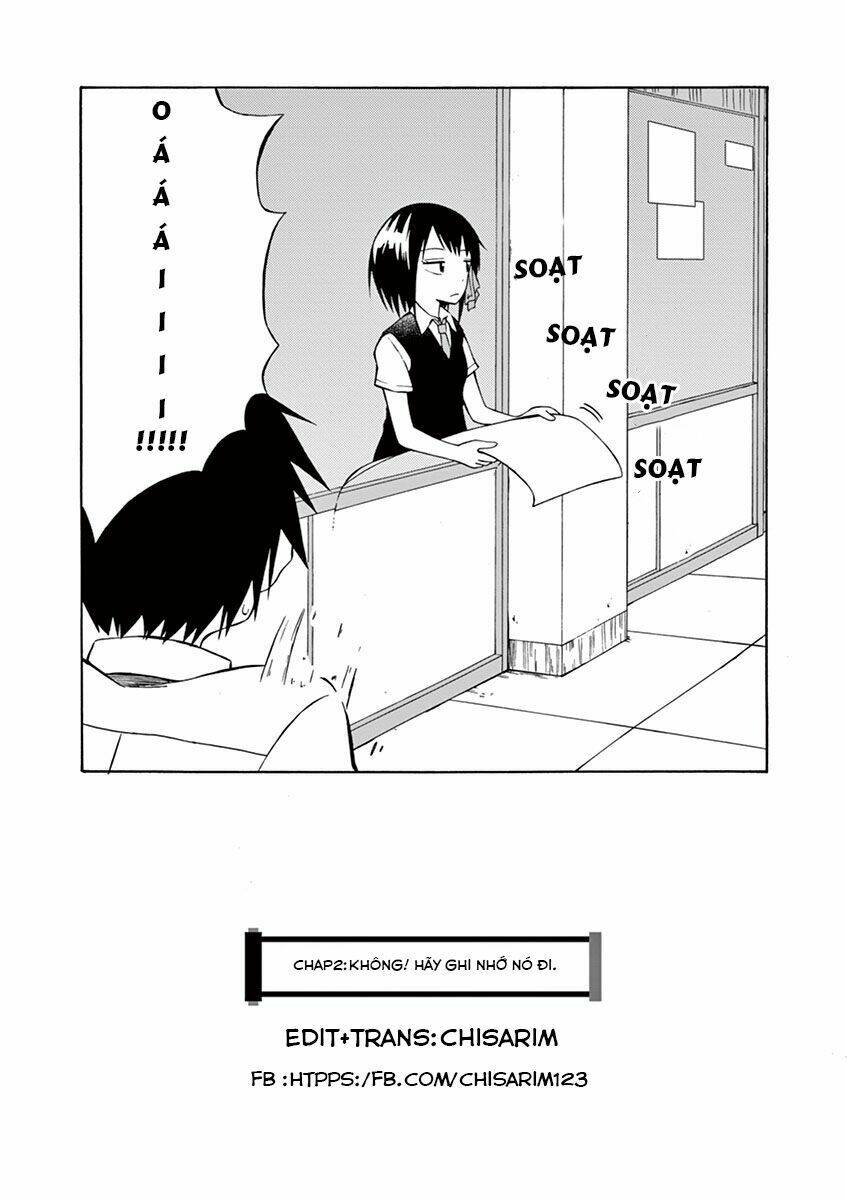 OÁÁÁIIII!!!!!
SOẠT
SOẠT
SOẠT
SOẠT
CHAP2:KHÔNG! HÃY GHI NHỚ NÓ ĐI.
EDIT+TRANS:CHISARIM
FB :HTPPS:/FB.COM/CHISARIM123